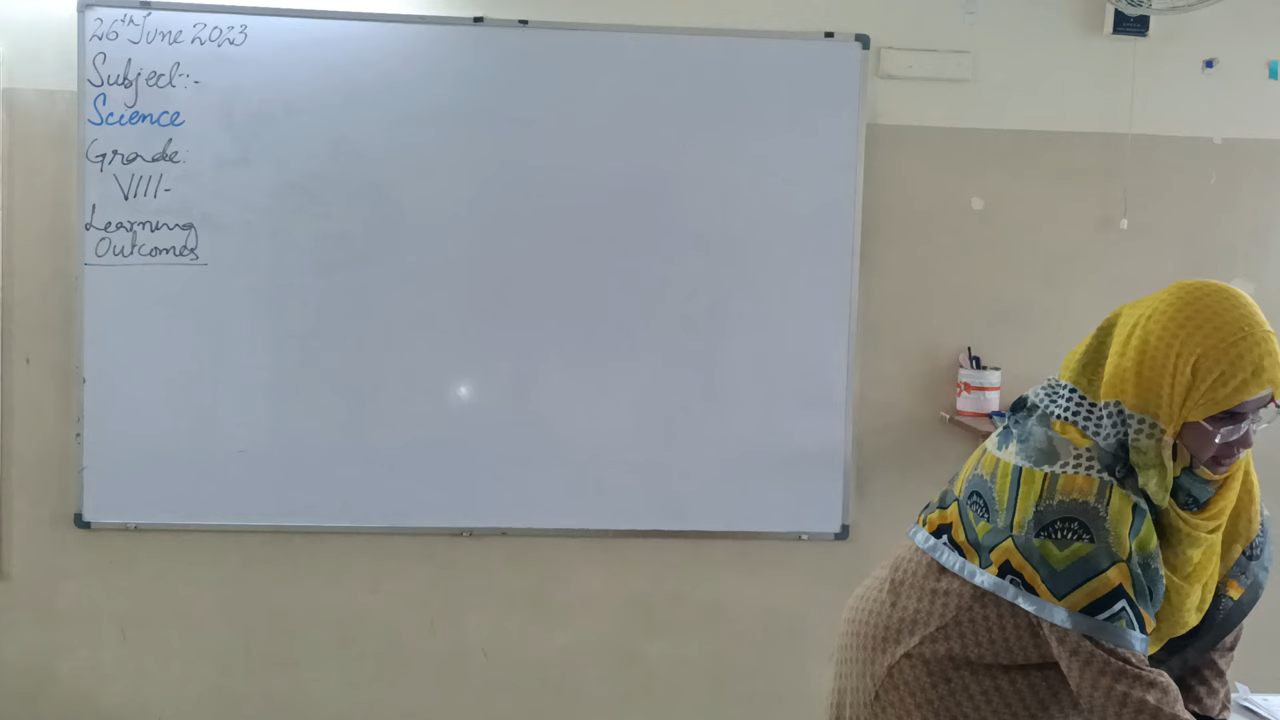 26th June 2023
Subject:-
Science
Grade:
VIII-
Learning
Outcomes